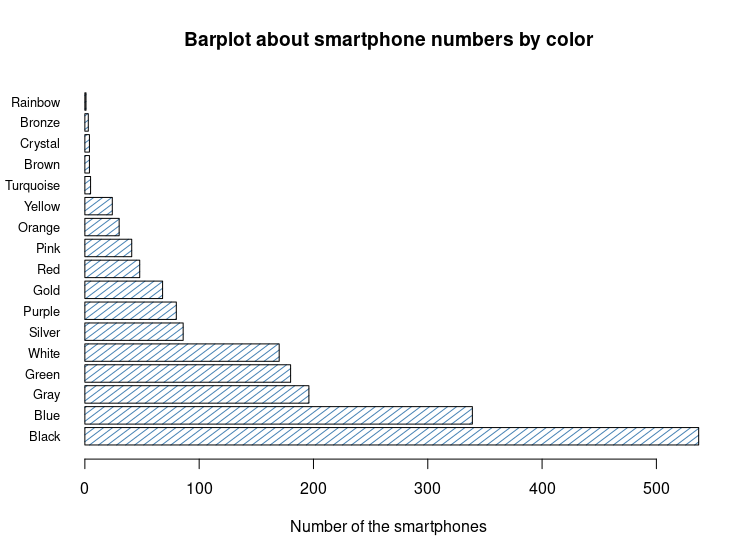 Barplot about smartphone numbers by color
Rainbow
Bronze
Crystal
Brown
Turquoise
Yellow
Orange
Pink
Red
Gold
Purple
Silver
White
Green
Gray
Blue
Black
0 100 200 300 400 500
Number of the smartphones